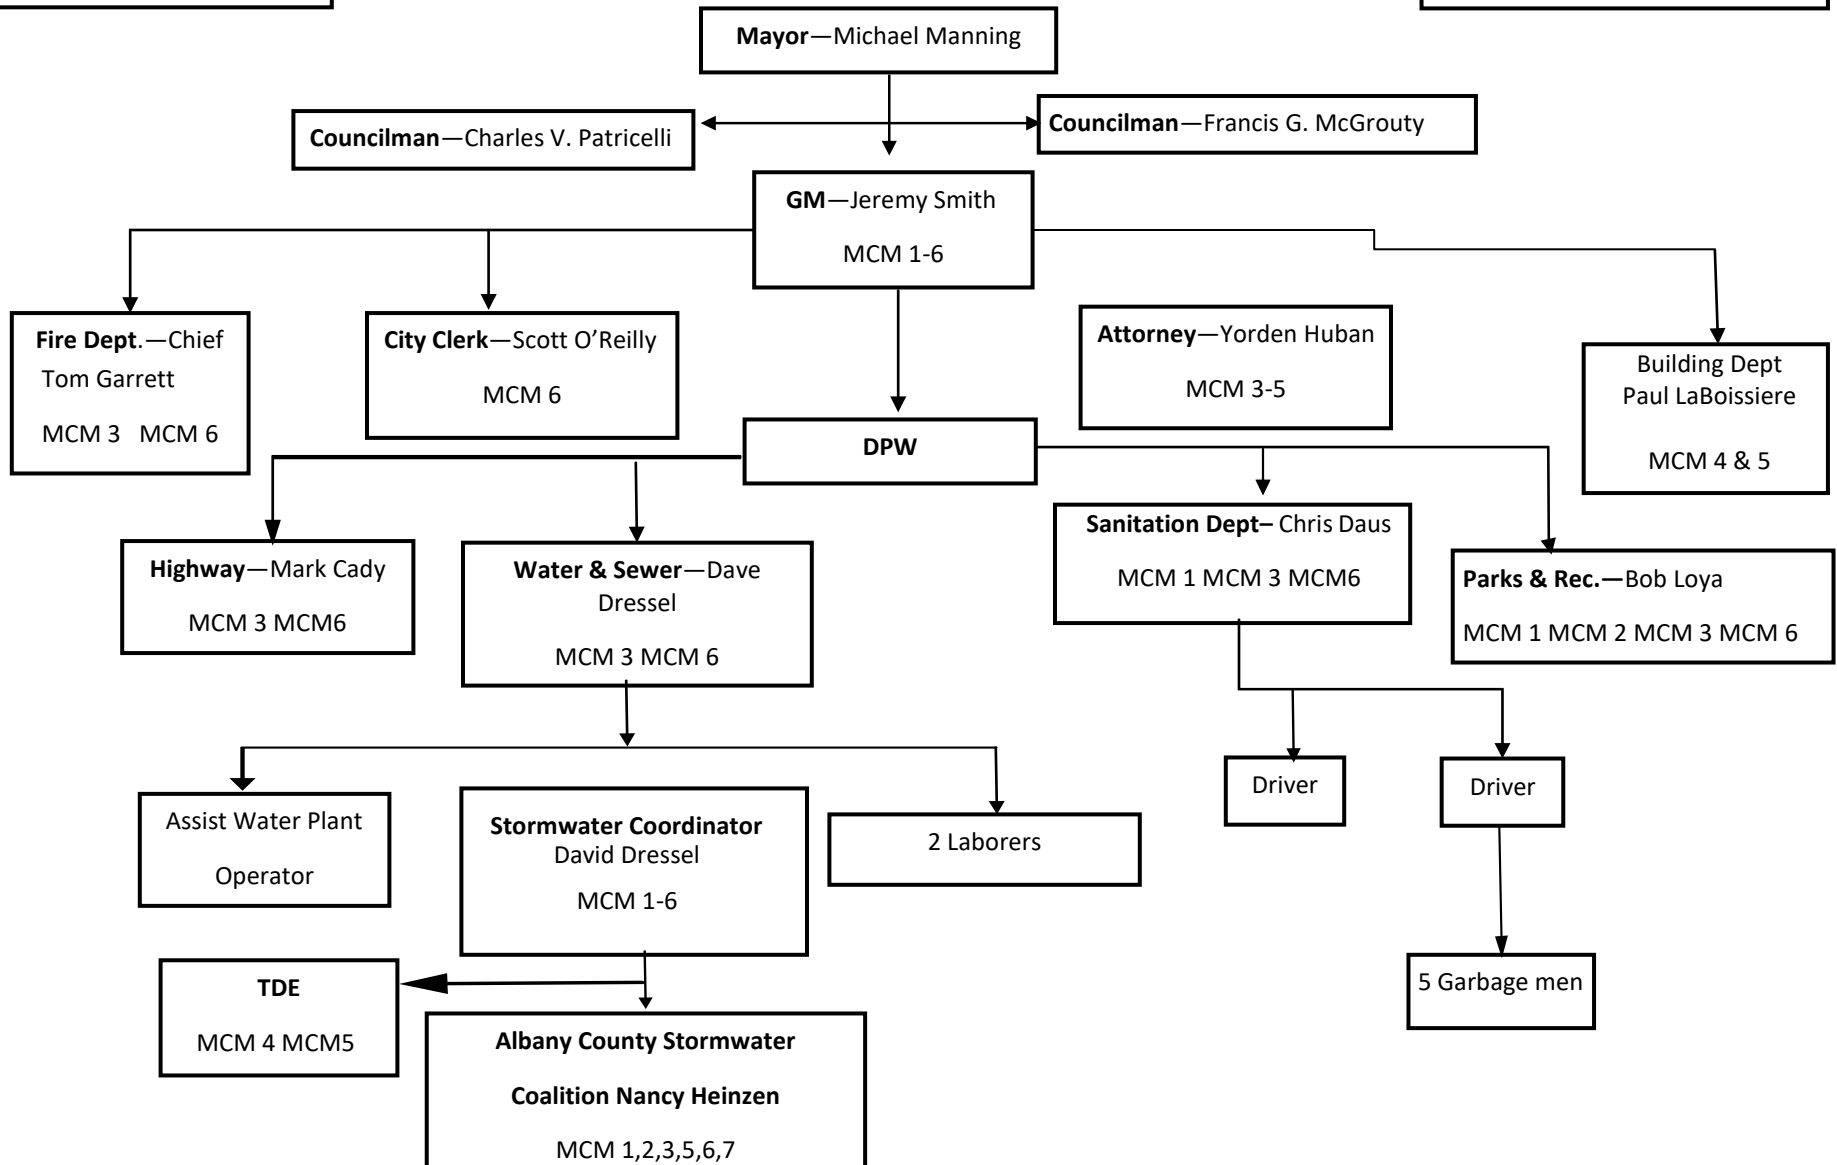 Mayor—Michael Manning
Councilman—Charles V. Patricelli
Councilman—Francis G. McGrouty
GM—Jeremy Smith
MCM 1-6
Fire Dept.—Chief
Tom Garrett
MCM 3   MCM 6
City Clerk—Scott O’Reilly
MCM 6
Attorney—Yorden Huban
MCM 3-5
Building Dept
Paul LaBoissiere
MCM 4 & 5
DPW
Highway—Mark Cady
MCM 3 MCM6
Water & Sewer—Dave
Dressel
MCM 3 MCM 6
Sanitation Dept– Chris Daus
MCM 1 MCM 3 MCM6
Parks & Rec.—Bob Loya
MCM 1 MCM 2 MCM 3 MCM 6
Assist Water Plant
Operator
Stormwater Coordinator
David Dressel
MCM 1-6
2 Laborers
Driver
Driver
5 Garbage men
TDE
MCM 4 MCM5
Albany County Stormwater
Coalition Nancy Heinzen
MCM 1,2,3,5,6,7